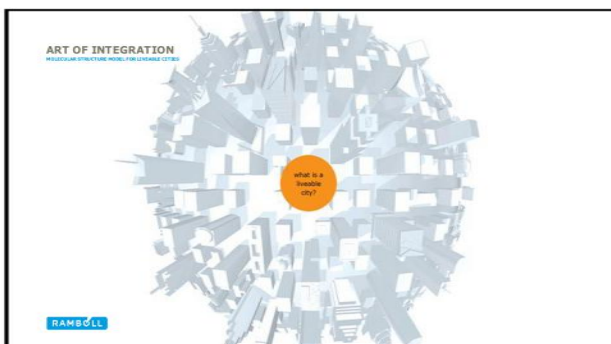 ART OF INTEGRATION
MOLECULAR STRUCTURE MODEL FOR LIVEABLE CITIES
what is a
liveable
city?
RAMBOLL